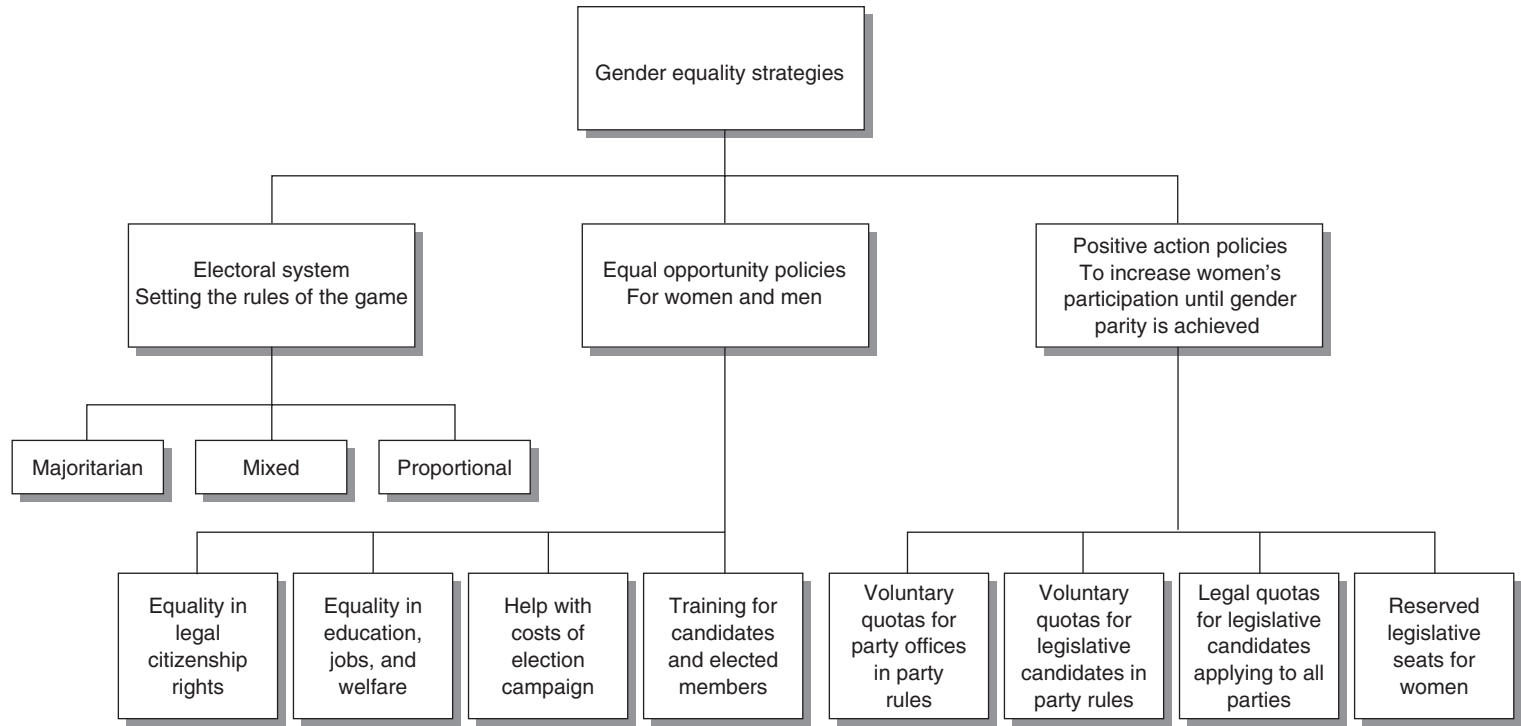 Gender equality strategies
Electoral system
Setting the rules of the game
Equal opportunity policies
For women and men
Positive action policies
To increase women's
participation until gender
parity is achieved
Majoritarian
Mixed
Proportional
Equality in
legal
citizenship
rights
Equality in
education,
jobs, and
welfare
Help with
costs of
election
campaign
Training for
candidates
and elected
members
Voluntary
quotas for
party offices
in party
rules
Voluntary
quotas for
legislative
candidates in
party rules
Legal quotas
for legislative
candidates
applying to all
parties
Reserved
legislative
seats for
women